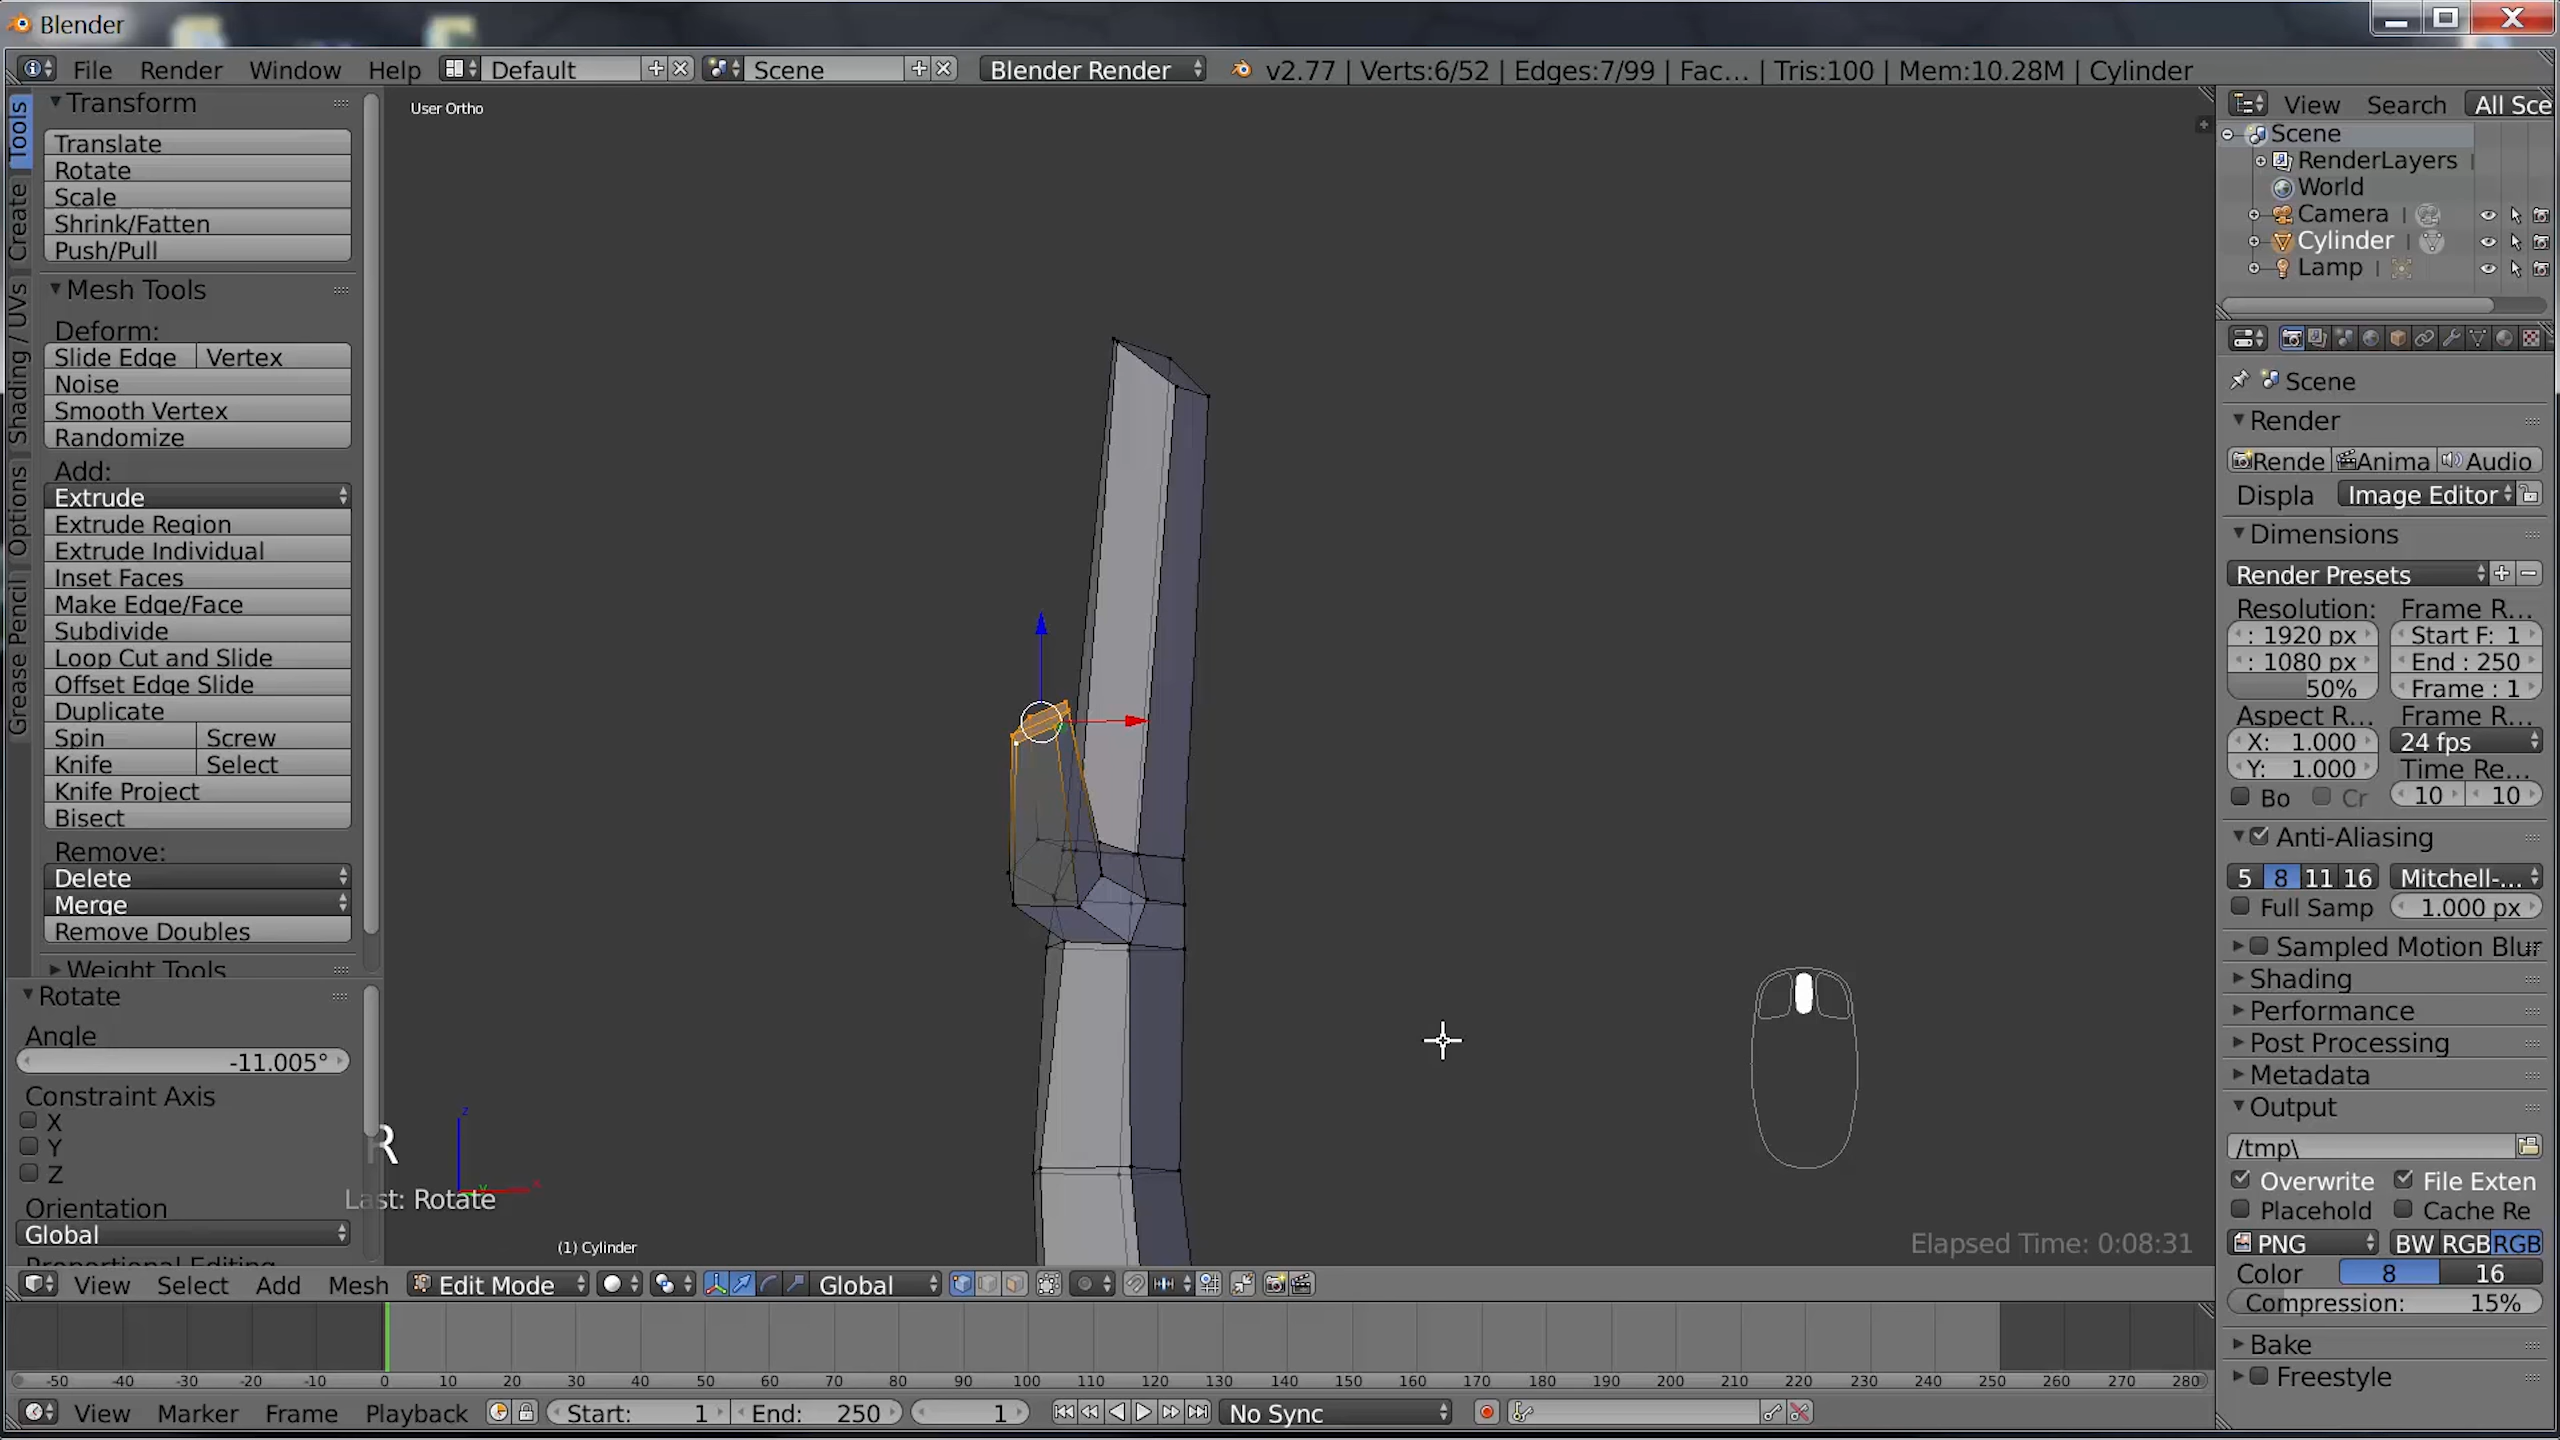 Blender
File Render Window Help Default Scene Blender Render v2.77 | Verts:6/52 | Edges:7/99 | Fac... | Tris:100 | Mem:10.28M | Cylinder
Tools
Create
Shading / UVs
Options
Grease Pencil
Transform
Translate
Rotate
Scale
Shrink/Fatten
Push/Pull
Mesh Tools
Deform:
Slide Edge Vertex
Noise
Smooth Vertex
Randomize
Add:
Extrude
Extrude Region
Extrude Individual
Inset Faces
Make Edge/Face
Subdivide
Loop Cut and Slide
Offset Edge Slide
Duplicate
Spin Screw
Knife Select
Knife Project
Bisect
Remove:
Delete
Merge
Remove Doubles
Weight Tools
Rotate
Angle
-11.005°
Constraint Axis
X
Y
Z
Orientation
Global
Proportional Editing
User Ortho
R
z
Last: Rotate
(1) Cylinder
Elapsed Time: 0:08:31
View Select Add Mesh Edit Mode Global
-50 -40 -30 -20 -10 0 10 20 30 40 50 60 70 80 90 100 110 120 130 140 150 160 170 180 190 200 210 220 230 240 250 260 270 280
View Marker Frame Playback Start: 1 End: 250 1 No Sync
View Search All Sce
Scene
RenderLayers |
World
Camera |
Cylinder |
Lamp |
Scene
Render
Rende Anima Audio
Displa Image Editor
Dimensions
Render Presets
Resolution: Frame R...
: 1920 px Start F: 1
: 1080 px End : 250
50% Frame : 1
Aspect R... Frame R...
X: 1.000 24 fps
Y: 1.000 Time Re...
Bo Cr 10 10
Anti-Aliasing
5 8 11 16 Mitchell-...
Full Samp 1.000 px
Sampled Motion Blur
Shading
Performance
Post Processing
Metadata
Output
/tmp\
Overwrite File Exten
Placehold Cache Re
PNG BW RGB RGB
Color 8 16
Compression: 15%
Bake
Freestyle